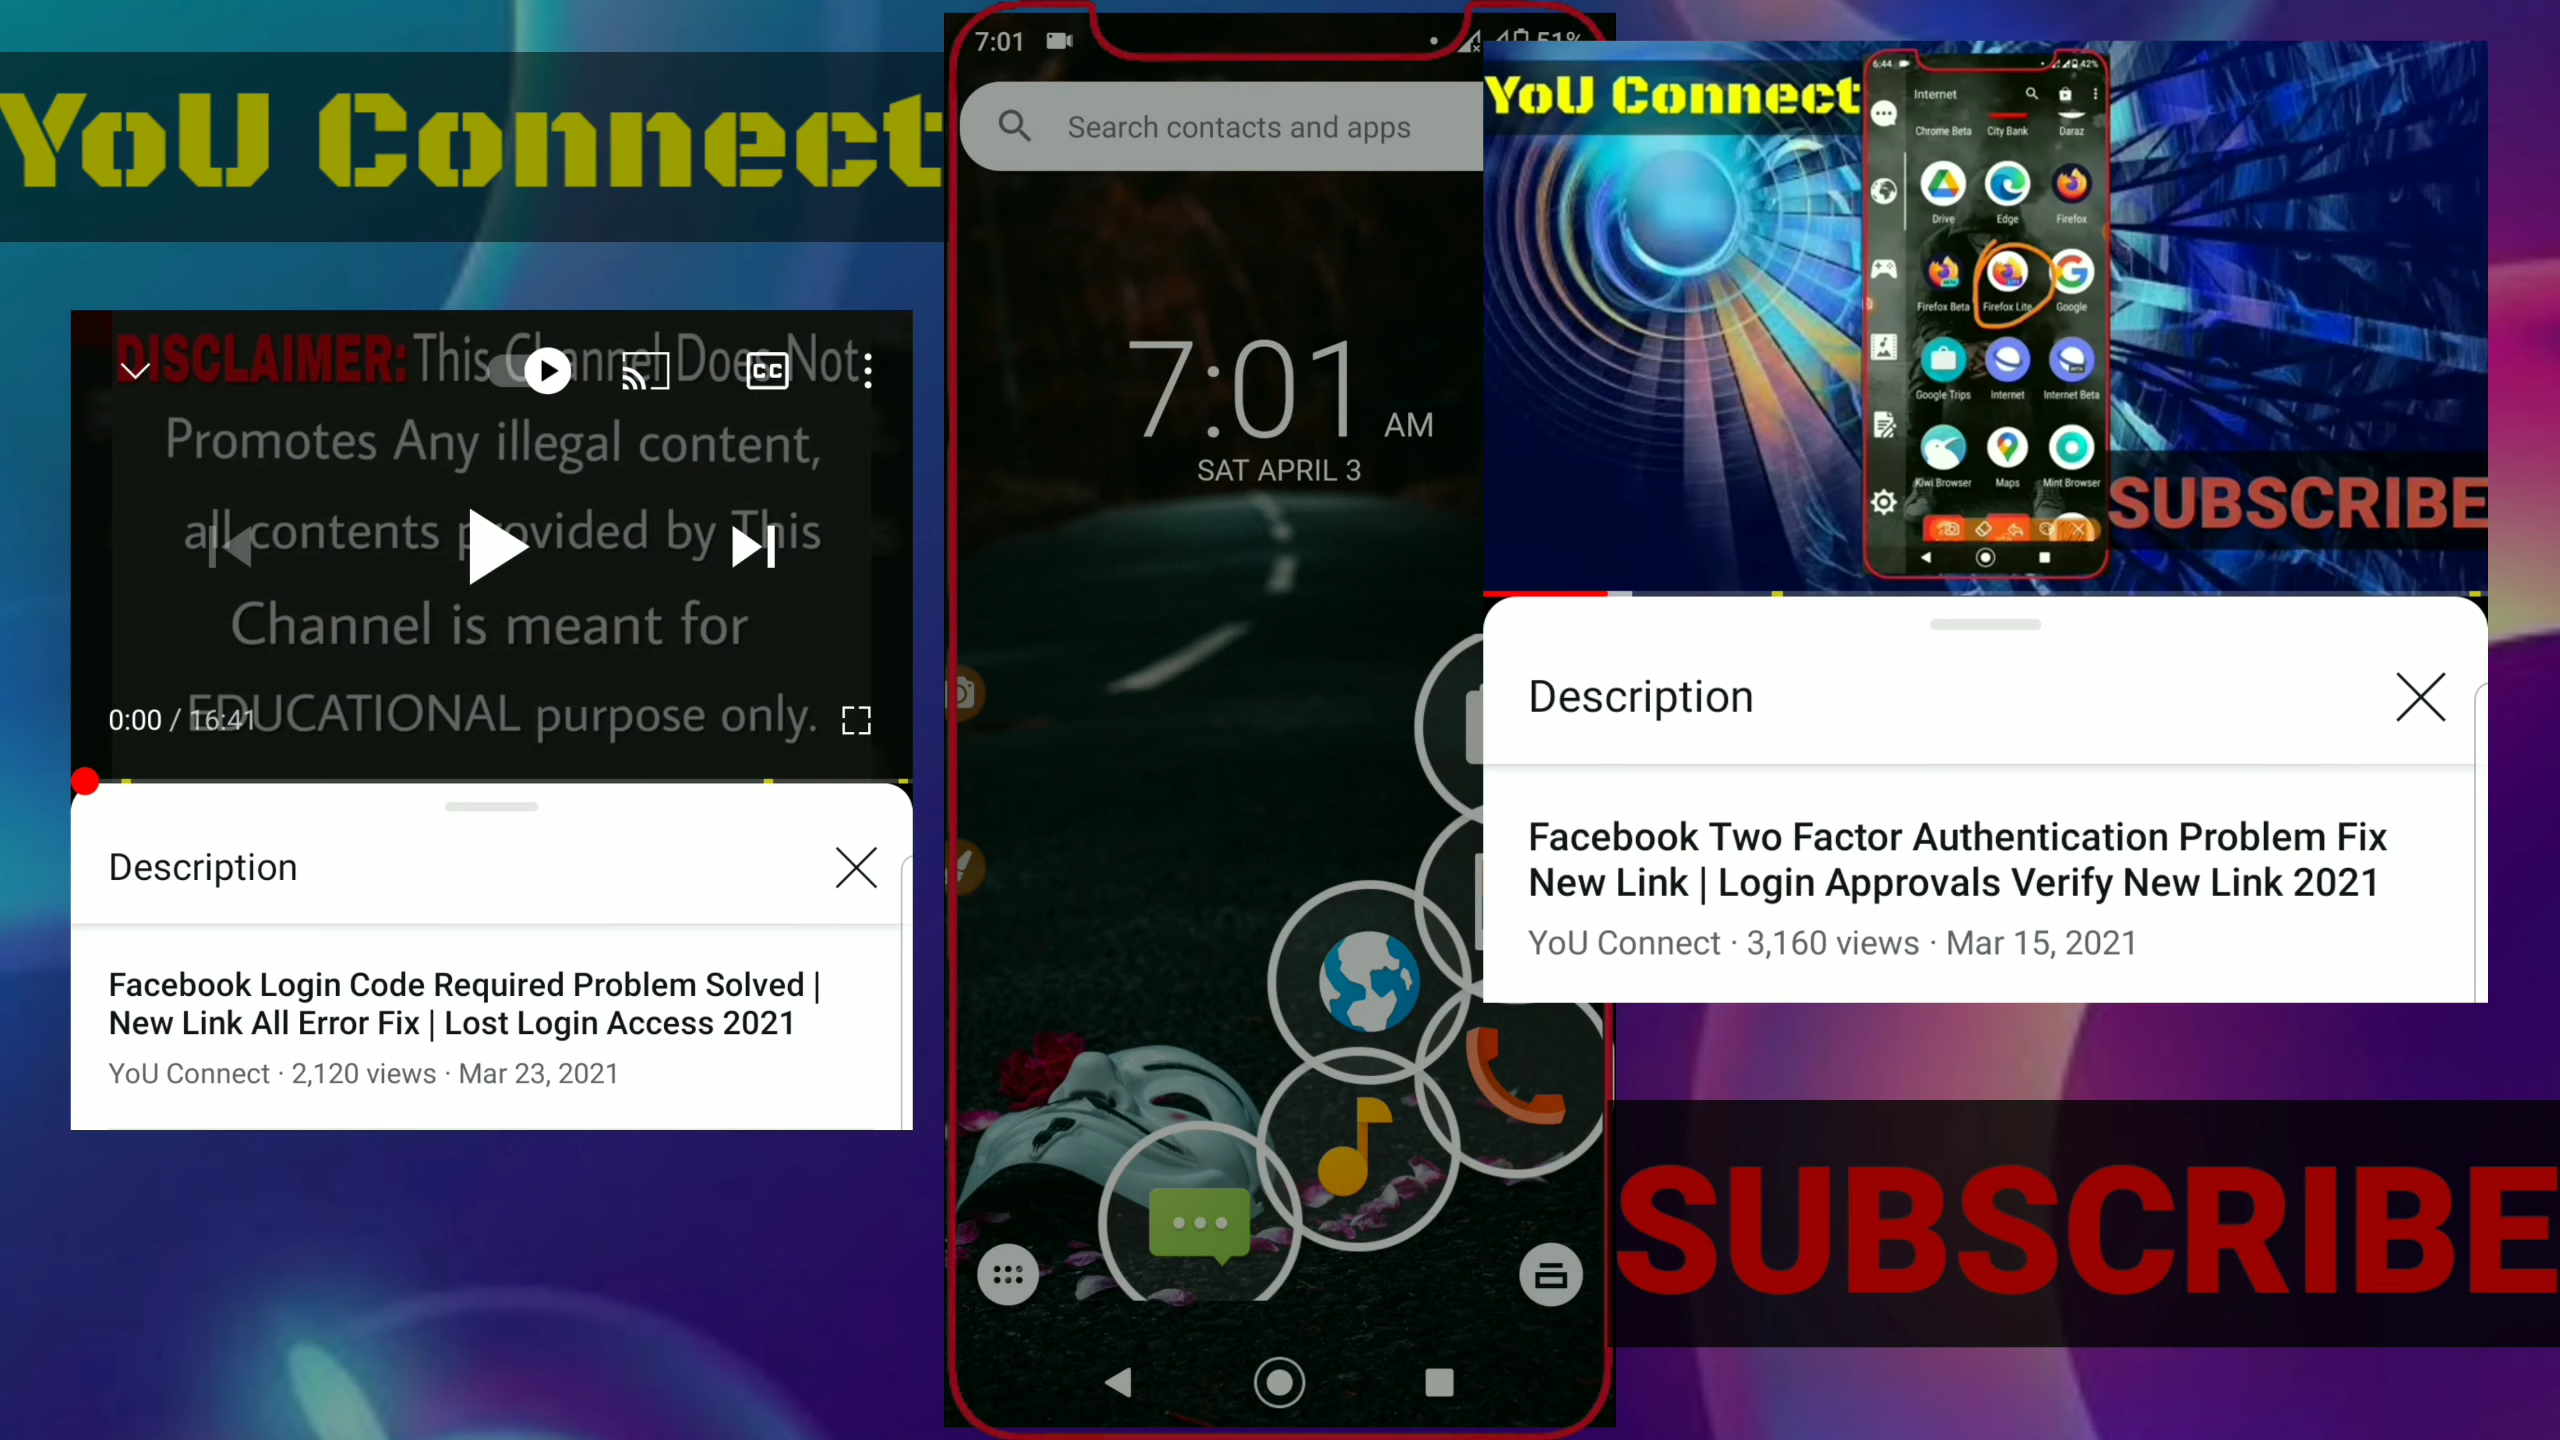 YoU Connect
DISCLAIMER: This Channel Does Not
Promotes Any illegal content,
all contents provided by This
Channel is meant for
EDUCATIONAL purpose only.
0:00 / 16:41
CC
Description
Facebook Login Code Required Problem Solved |
New Link All Error Fix | Lost Login Access 2021
YoU Connect · 2,120 views · Mar 23, 2021
7:01
51%
Search contacts and apps
7:01 AM
SAT APRIL 3
YoU Connect
6:44
42%
Internet
Chrome Beta City Bank Daraz
Drive Edge Firefox
Firefox Beta Firefox Lite Google
Google Trips Internet Internet Beta
Kiwi Browser Maps Mint Browser
SUBSCRIBE
Description
Facebook Two Factor Authentication Problem Fix
New Link | Login Approvals Verify New Link 2021
YoU Connect · 3,160 views · Mar 15, 2021
SUBSCRIBE